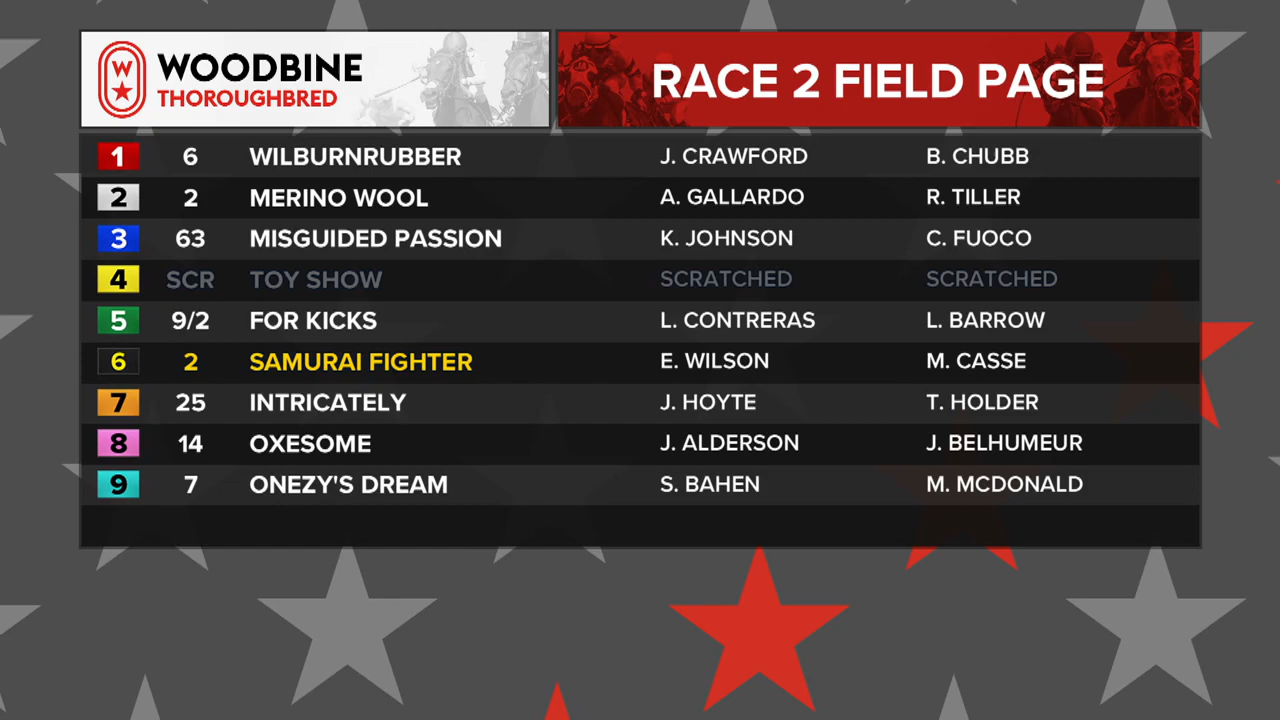 W
WOODBINE
THOROUGHBRED
RACE 2 FIELD PAGE
1 6 WILBURNRUBBER J. CRAWFORD B. CHUBB
2 2 MERINO WOOL A. GALLARDO R. TILLER
3 63 MISGUIDED PASSION K. JOHNSON C. FUOCO
4 SCR TOY SHOW SCRATCHED SCRATCHED
5 9/2 FOR KICKS L. CONTRERAS L. BARROW
6 2 SAMURAI FIGHTER E. WILSON M. CASSE
7 25 INTRICATELY J. HOYTE T. HOLDER
8 14 OXESOME J. ALDERSON J. BELHUMEUR
9 7 ONEZY'S DREAM S. BAHEN M. MCDONALD